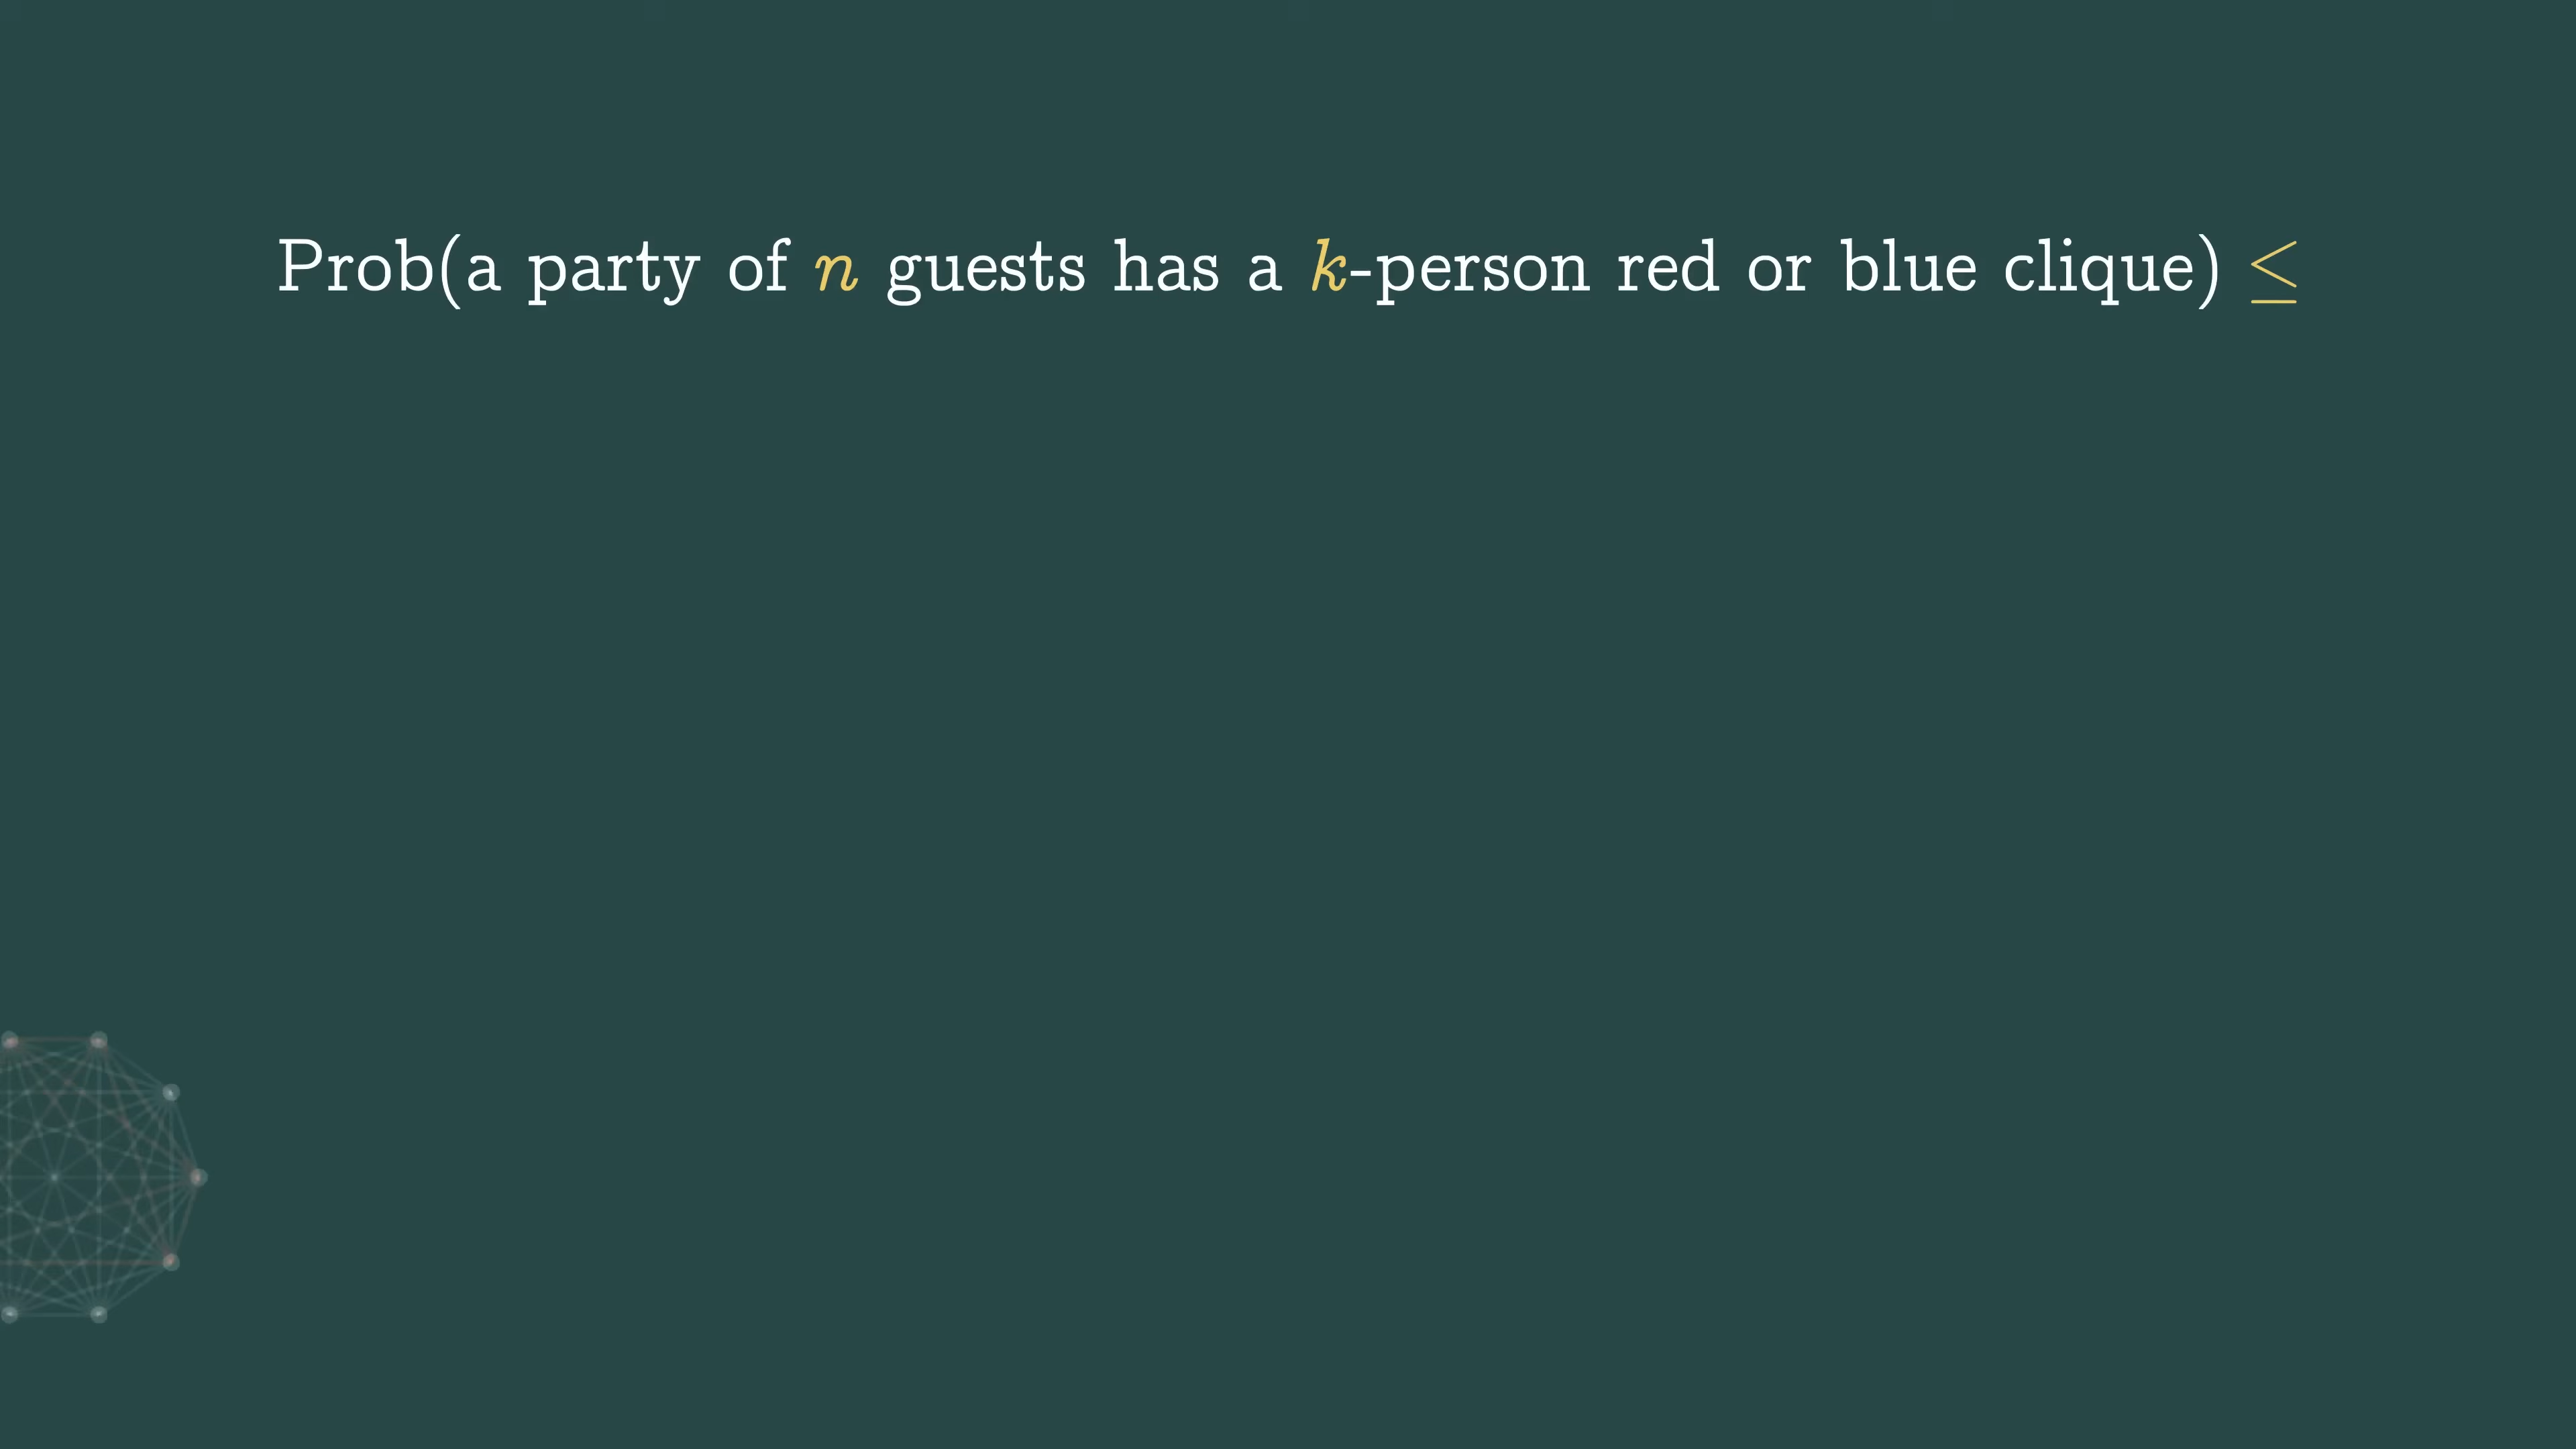 Prob(a party of n guests has a k-person red or blue clique) ≤